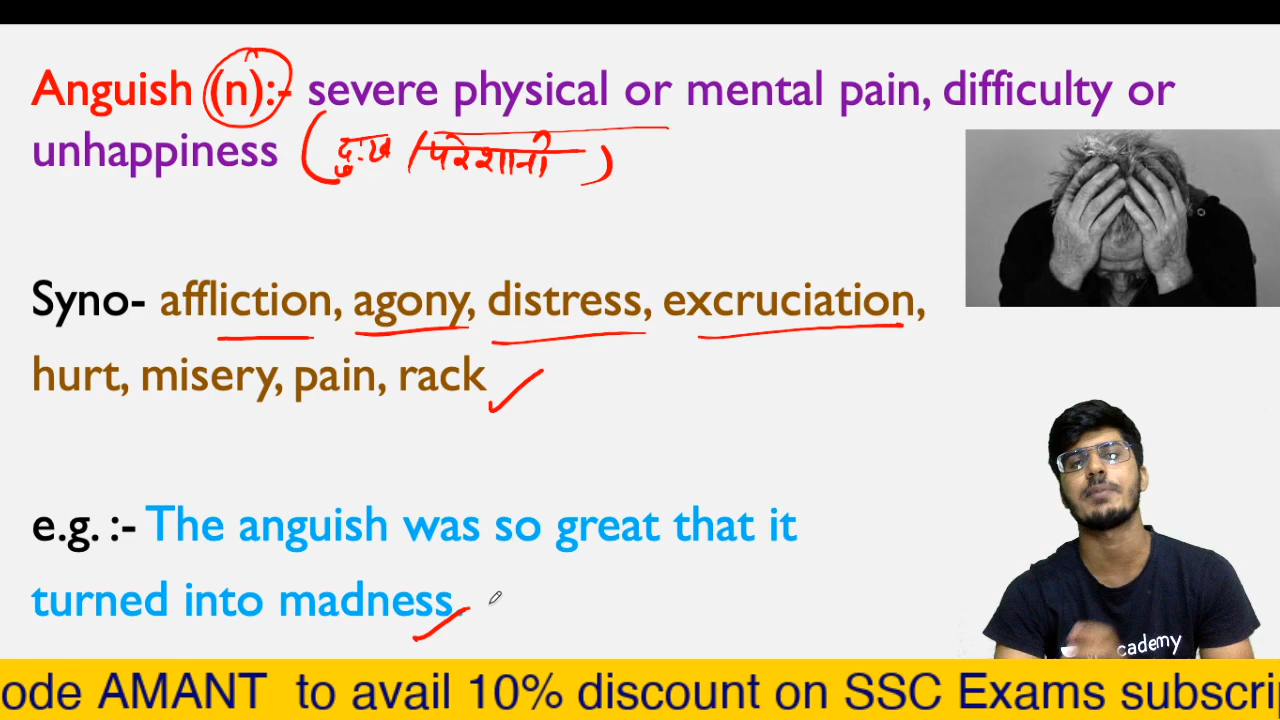 Anguish (n):- severe physical or mental pain, difficulty or
unhappiness (दुःख / परेशानी)
Syno- affliction, agony, distress, excruciation,
hurt, misery, pain, rack
e.g. :- The anguish was so great that it
turned into madness.
cademy
ode AMANT to avail 10% discount on SSC Exams subscri